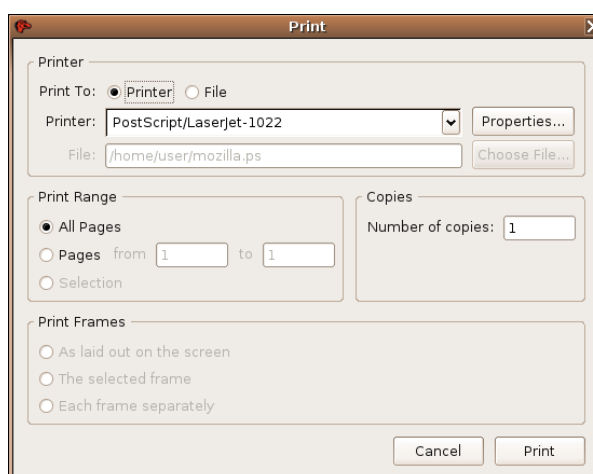 Print
Printer
Print To: Printer File
Printer: PostScript/LaserJet-1022 Properties...
File: /home/user/mozilla.ps Choose File...
Print Range
All Pages
Pages from 1 to 1
Selection
Copies
Number of copies: 1
Print Frames
As laid out on the screen
The selected frame
Each frame separately
Cancel Print